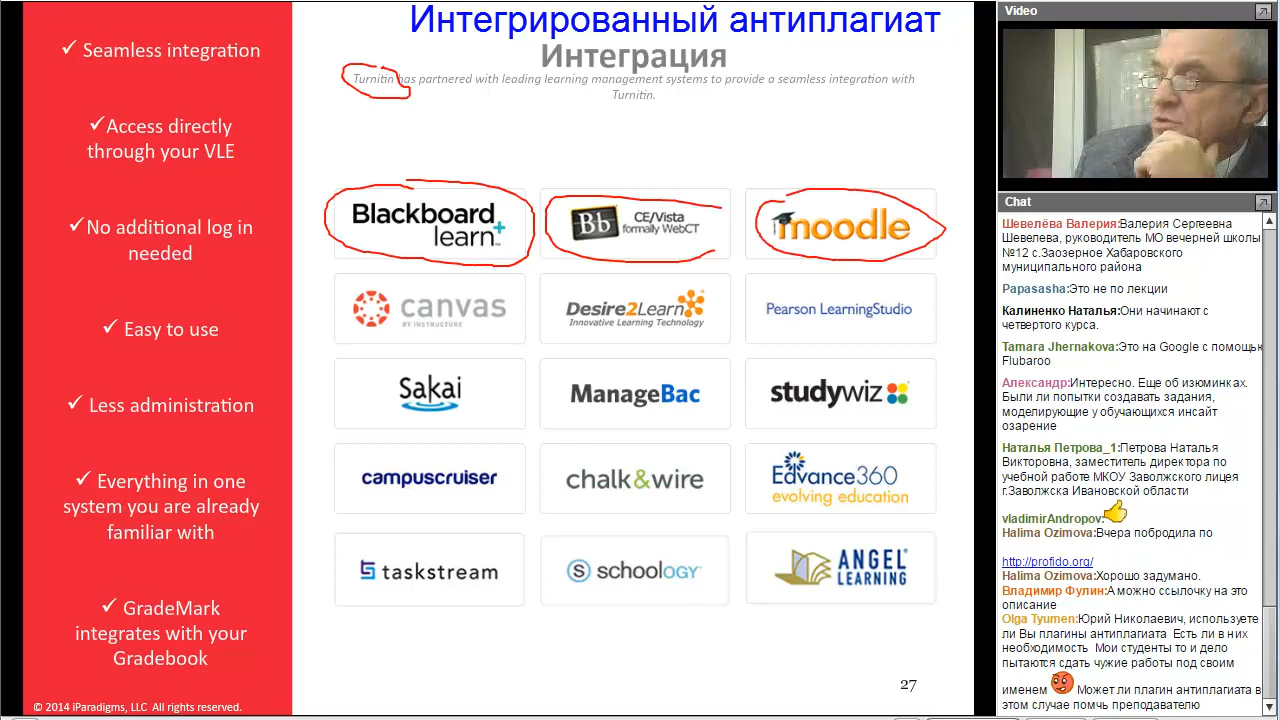 ✓ Seamless integration
✓Access directly
through your VLE
✓No additional log in
needed
✓ Easy to use
✓ Less administration
✓ Everything in one
system you are already
familiar with
✓ GradeMark
integrates with your
Gradebook
© 2014 iParadigms, LLC All rights reserved.
Интегрированный антиплагиат
Интеграция
Turnitin has partnered with leading learning management systems to provide a seamless integration with
Turnitin.
Blackboard
learn+
Bb CE/Vista
formally WebCT
moodle
canvas
BY INSTRUCTURE
Desire2Learn
Innovative Learning Technology
Pearson LearningStudio
Sakai
ManageBac
studywiz
campuscruiser
chalk&wire
Edvance360
evolving education
taskstream
S schoology
ANGEL
LEARNING
27
Video
Chat
Шевелёва Валерия:Валерия Сергеевна
Шевелева, руководитель МО вечерней школы
№12 с.Заозерное Хабаровского
муниципального района
Papasasha:Это не по лекции
Калиненко Наталья:Они начинают с
четвертого курса.
Tamara Jhernakova:Это на Google с помощью
Flubaroo
Александр:Интересно. Еще об изюминках.
Были ли попытки создавать задания,
моделирующие у обучающихся инсайт
озарение
Наталья Петрова_1:Петрова Наталья
Викторовна, заместитель директора по
учебной работе МКОУ Заволжского лицея
г.Заволжска Ивановской области
vladimirAndropov:
Halima Ozimova:Вчера побродила по
http://profido.org/
Halima Ozimova:Хорошо задумано.
Владимир Фулин:А можно ссылочку на это
описание
Olga Tyumen:Юрий Николаевич, используете
ли Вы плагины антиплагиата Есть ли в них
необходимость Мои студенты то и дело
пытаются сдать чужие работы под своим
именем Может ли плагин антиплагиата в
этом случае помчь преподавателю